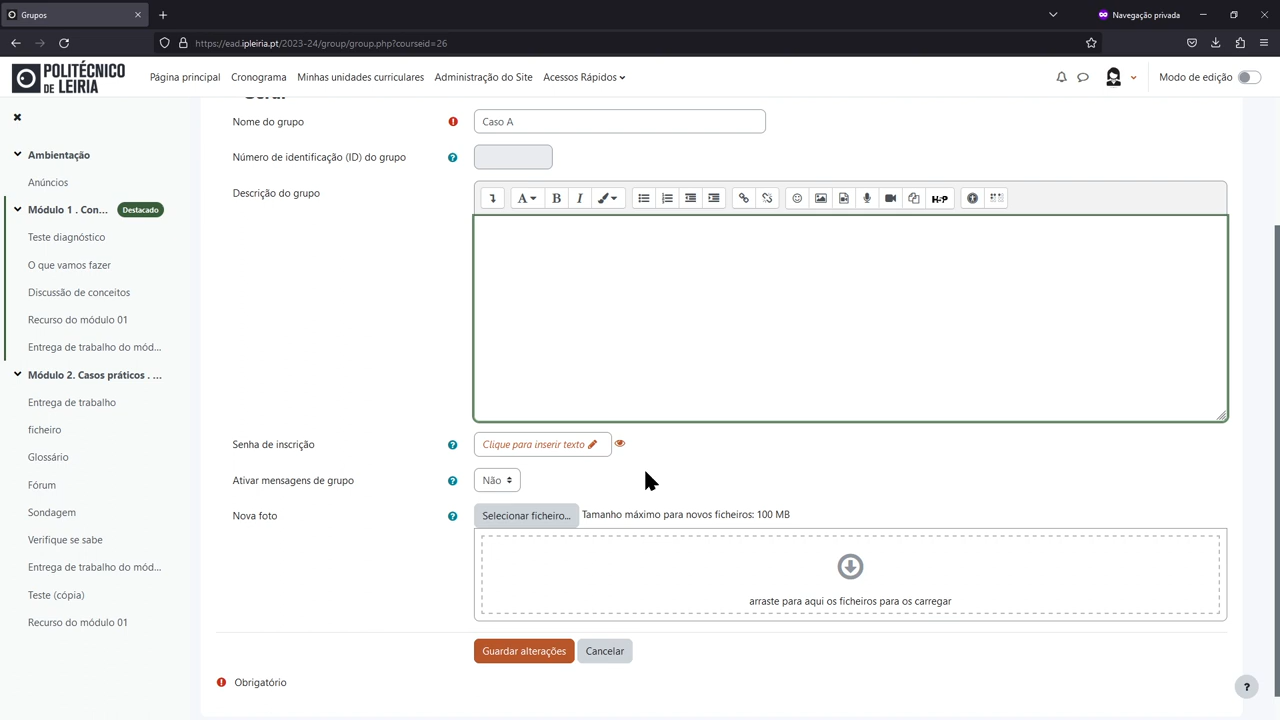 Grupos
Navegação privada
https://ead.ipleiria.pt/2023-24/group/group.php?courseid=26
POLITÉCNICO
DE LEIRIA
Página principal
Cronograma
Minhas unidades curriculares
Administração do Site
Acessos Rápidos
Modo de edição
Ambientação
Anúncios
Módulo 1 . Con...
Destacado
Teste diagnóstico
O que vamos fazer
Discussão de conceitos
Recurso do módulo 01
Entrega de trabalho do mód...
Módulo 2. Casos práticos . ...
Entrega de trabalho
ficheiro
Glossário
Fórum
Sondagem
Verifique se sabe
Entrega de trabalho do mód...
Teste (cópia)
Recurso do módulo 01
Geral
Nome do grupo
Caso A
Número de identificação (ID) do grupo
Descrição do grupo
A
B
I
H-P
Senha de inscrição
Clique para inserir texto
Ativar mensagens de grupo
Não
Nova foto
Selecionar ficheiro...
Tamanho máximo para novos ficheiros: 100 MB
arraste para aqui os ficheiros para os carregar
Guardar alterações
Cancelar
Obrigatório
?